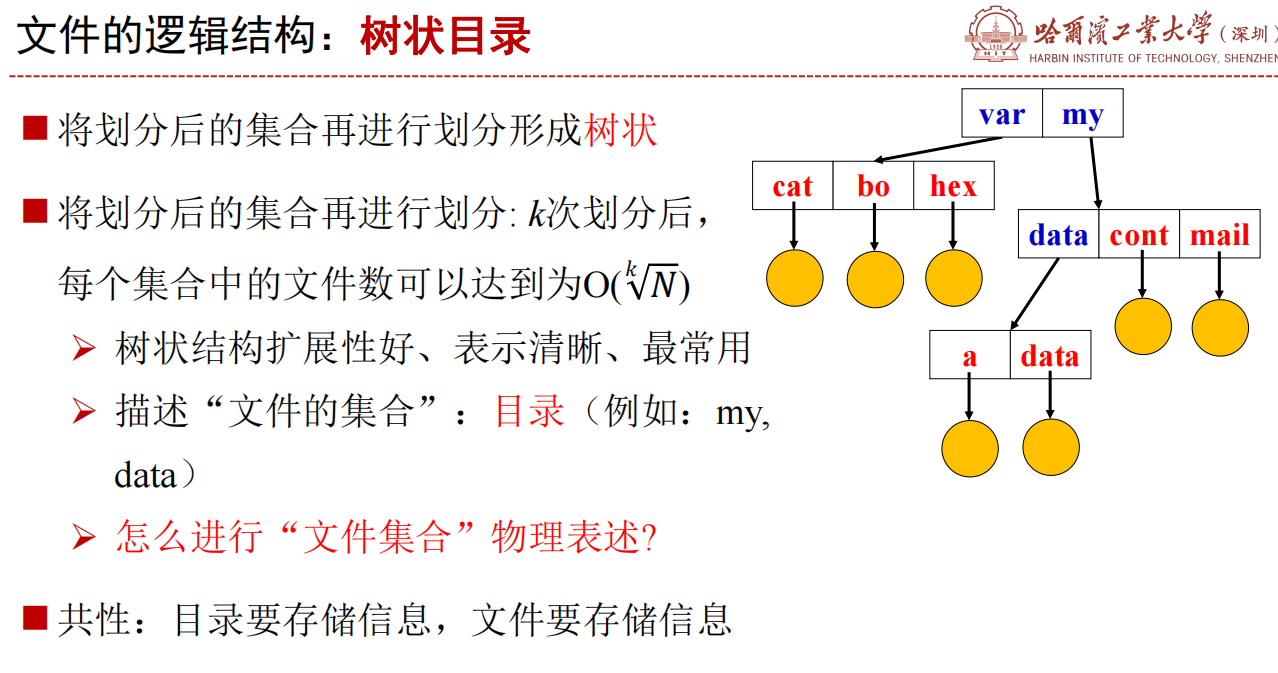 文件的逻辑结构：树状目录
哈爾濱工業大學（深圳）
HARBIN INSTITUTE OF TECHNOLOGY, SHENZHEN
1920
HIT
将划分后的集合再进行划分形成树状
将划分后的集合再进行划分: k次划分后，
每个集合中的文件数可以达到为O(ᵏ√N)
树状结构扩展性好、表示清晰、最常用
描述“文件的集合”：目录（例如：my,
data）
怎么进行“文件集合”物理表述?
共性：目录要存储信息，文件要存储信息
var my
cat bo hex
data cont mail
a data